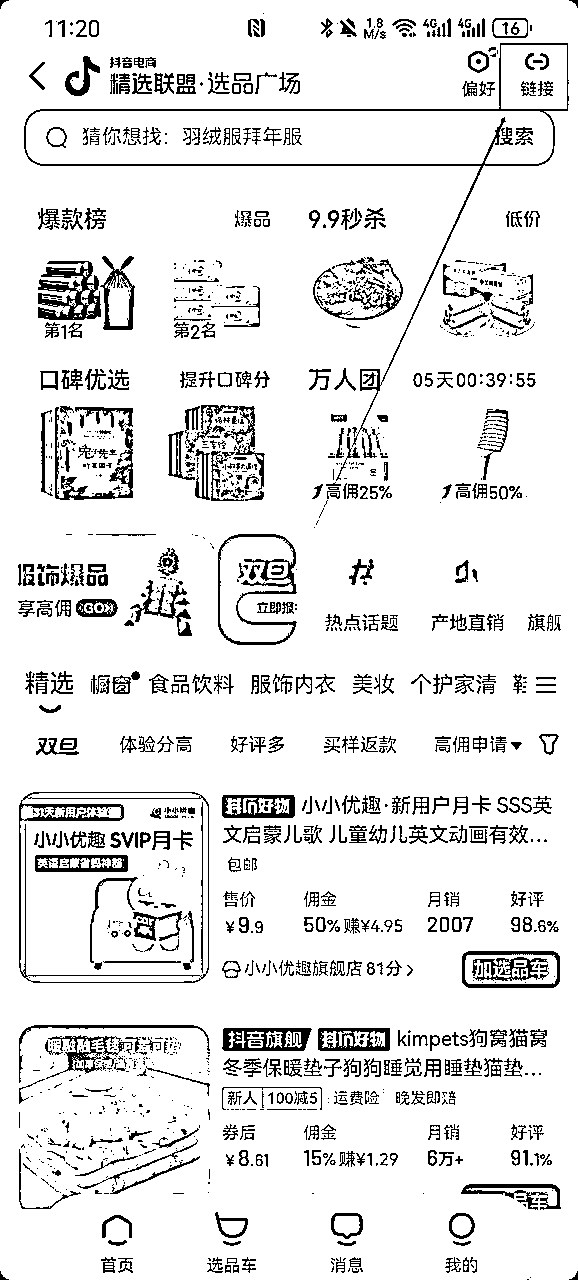 11:20 1.8 M/s 4G 4G 16
抖音电商
精选联盟·选品广场
偏好 链接
猜你想找：羽绒服拜年服 搜索
爆款榜 爆品 9.9秒杀 低价
第1名 第2名
口碑优选 提升口碑分 万人团 05天00:39:55
高佣25% 高佣50%
服饰爆品 双旦
享高佣 GO 立即报
热点话题 产地直销 旗舰
精选 橱窗 食品饮料 服饰内衣 美妆 个护家清 鞋
双旦 体验分高 好评多 买样返款 高佣申请
小小优趣 SVIP月卡
小小优趣·新用户月卡 SSS英
文启蒙儿歌 儿童幼儿英文动画有效...
包邮
售价 佣金 月销 好评
¥9.9 50% 赚¥4.95 2007 98.6%
小小优趣旗舰店 81分>
加选品车
抖音旗舰 kimpets狗窝猫窝
冬季保暖垫子狗狗睡觉用睡垫猫垫...
新人 100减5 运费险 晚发即赔
券后 佣金 月销 好评
¥8.61 15% 赚¥1.29 6万+ 91.1%
首页 选品车 消息 我的